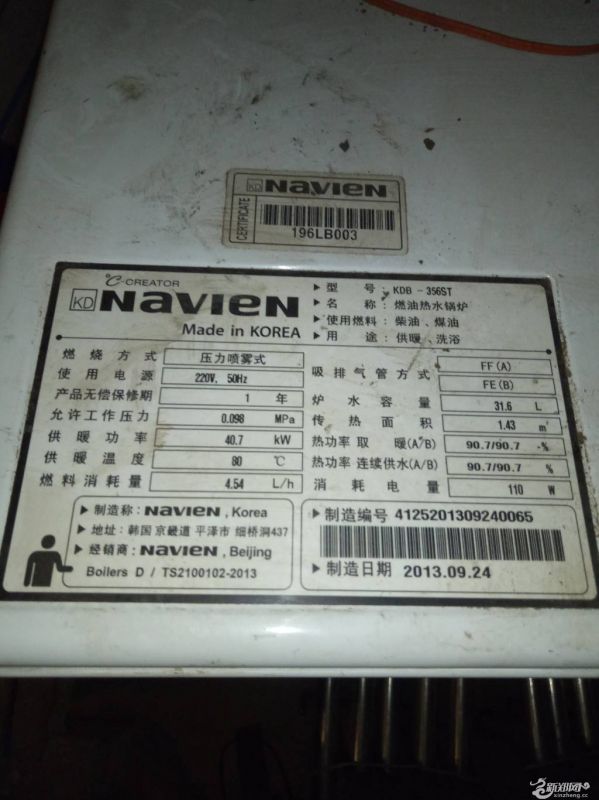 KD NAVIEN
CERTIFICATE
196LB003
℃-CREATOR
KD NAVIEN
Made in KOREA
▶型 号: KDB - 356ST
▶名 称: 燃油热水锅炉
▶使用燃料: 柴油、煤油
▶用 途: 供暖、洗浴
燃烧方式 压力喷雾式
使用电源 220V, 50Hz
产品无偿保修期 1 年
允许工作压力 0.098 MPa
供暖功率 40.7 kW
供暖温度 80 ℃
燃料消耗量 4.54 L/h
吸排气管方式 FF(A)
FE(B)
炉水容量 31.6 L
传热面积 1.43 m²
热功率取 暖(A/B) 90.7/90.7 -%
热功率 连续供水(A/B) 90.7/90.7 %
消耗电量 110 W
▶制造商: NAVIEN, Korea
▶地址: 韩国 京畿道 平泽市 细桥洞437
▶经销商: NAVIEN, Beijing
Boilers D / TS2100102-2013
▶制造编号 4125201309240065
▶制造日期 2013.09.24
新郑网
xinzheng.cc